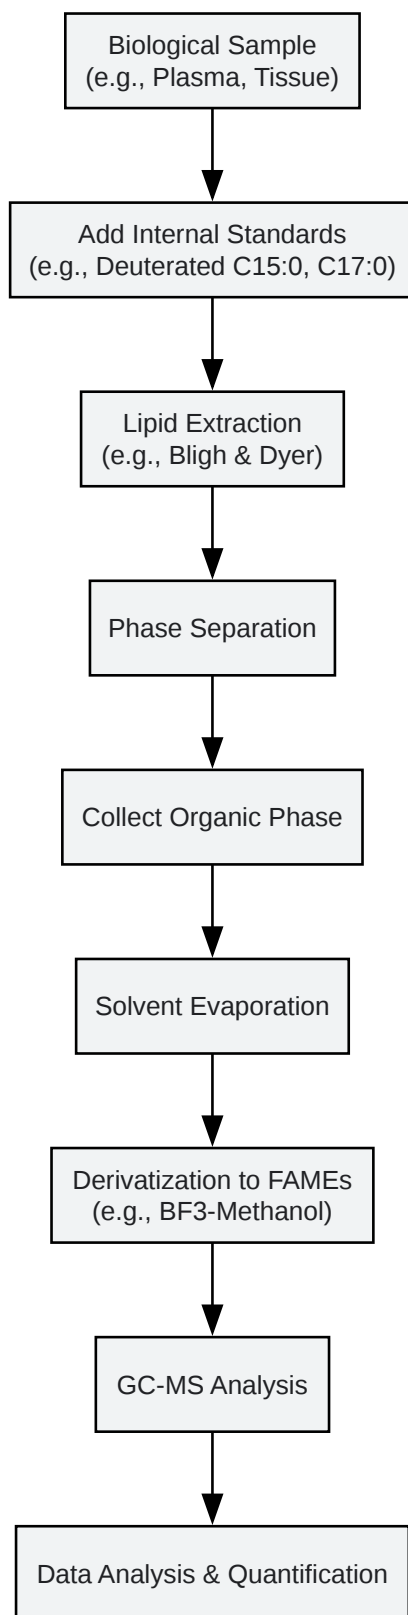 Biological Sample
(e.g., Plasma, Tissue)
Add Internal Standards
(e.g., Deuterated C15:0, C17:0)
Lipid Extraction
(e.g., Bligh & Dyer)
Phase Separation
Collect Organic Phase
Solvent Evaporation
Derivatization to FAMEs
(e.g., BF3-Methanol)
GC-MS Analysis
Data Analysis & Quantification